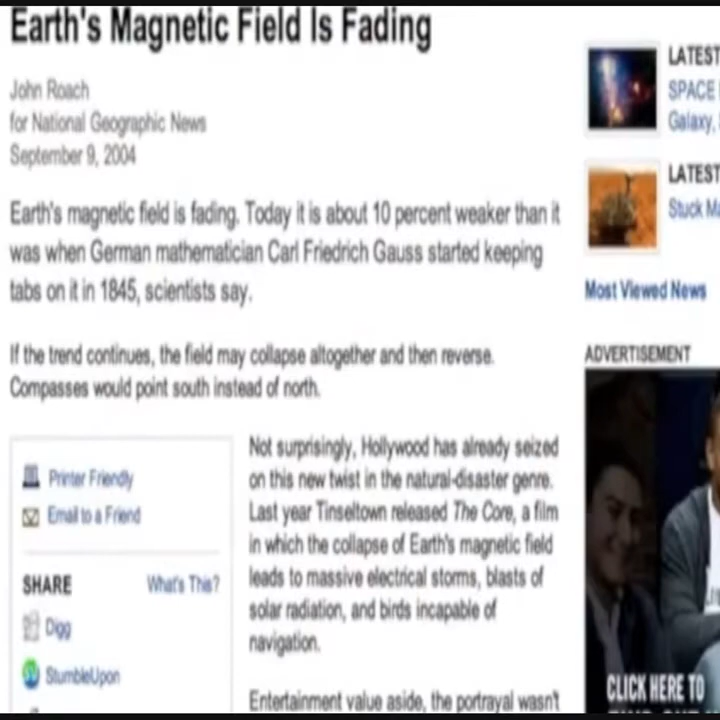 Earth's Magnetic Field Is Fading
John Roach
for National Geographic News
September 9, 2004
Earth's magnetic field is fading. Today it is about 10 percent weaker than it
was when German mathematician Carl Friedrich Gauss started keeping
tabs on it in 1845, scientists say.
If the trend continues, the field may collapse altogether and then reverse.
Compasses would point south instead of north.
Printer Friendly
Email to a Friend
SHARE What's This?
Digg
StumbleUpon
Not surprisingly, Hollywood has already seized
on this new twist in the natural-disaster genre.
Last year Tinseltown released The Core, a film
in which the collapse of Earth's magnetic field
leads to massive electrical storms, blasts of
solar radiation, and birds incapable of
navigation.
Entertainment value aside, the portrayal wasn't
LATEST
SPACE
Galaxy,
LATEST
Stuck Ma
Most Viewed News
ADVERTISEMENT
CLICK HERE TO